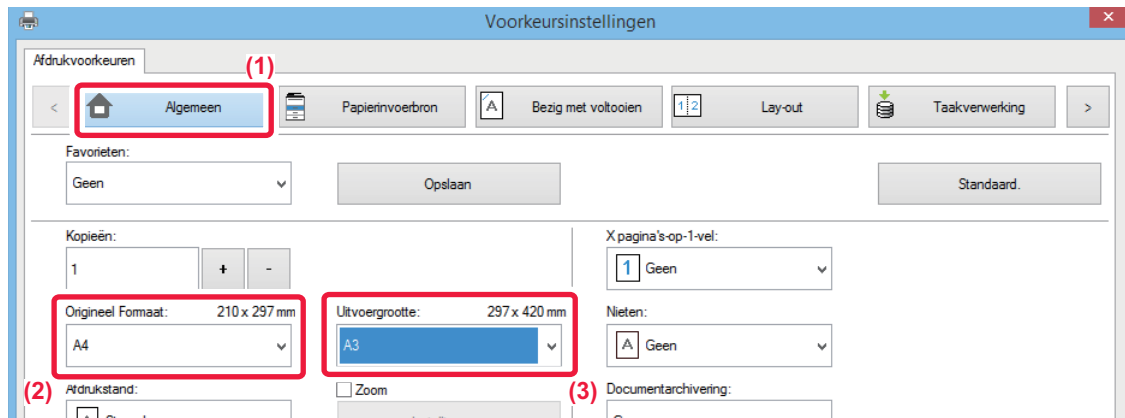 Voorkeursinstellingen
Afdrukvoorkeuren
(1)
< Algemeen Papierinvoerbron Bezig met voltooien Lay-out Taakverwerking >
Favorieten:
Geen Opslaan Standaard.
Kopieën: X pagina's-op-1-vel:
1 + - 1 Geen
Origineel Formaat: 210 x 297 mm Uitvoergrootte: 297 x 420 mm Nieten:
A4 A3 A Geen
(2) Afdrukstand: Zoom (3) Documentarchivering: